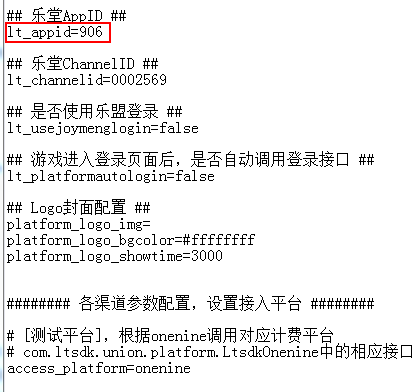 ## 乐堂AppID ##
lt_appid=906
## 乐堂ChannelID ##
lt_channelid=0002569
## 是否使用乐盟登录 ##
lt_usejoymenglogin=false
## 游戏进入登录页面后，是否自动调用登录接口 ##
lt_platformautologin=false
## Logo封面配置 ##
platform_logo_img=
platform_logo_bgcolor=#ffffffff
platform_logo_showtime=3000
######## 各渠道参数配置，设置接入平台 ########
# [测试平台]，根据onenine调用对应计费平台
# com.ltsdk.union.platform.LtsdkOnenine中的相应接口
access_platform=onenine